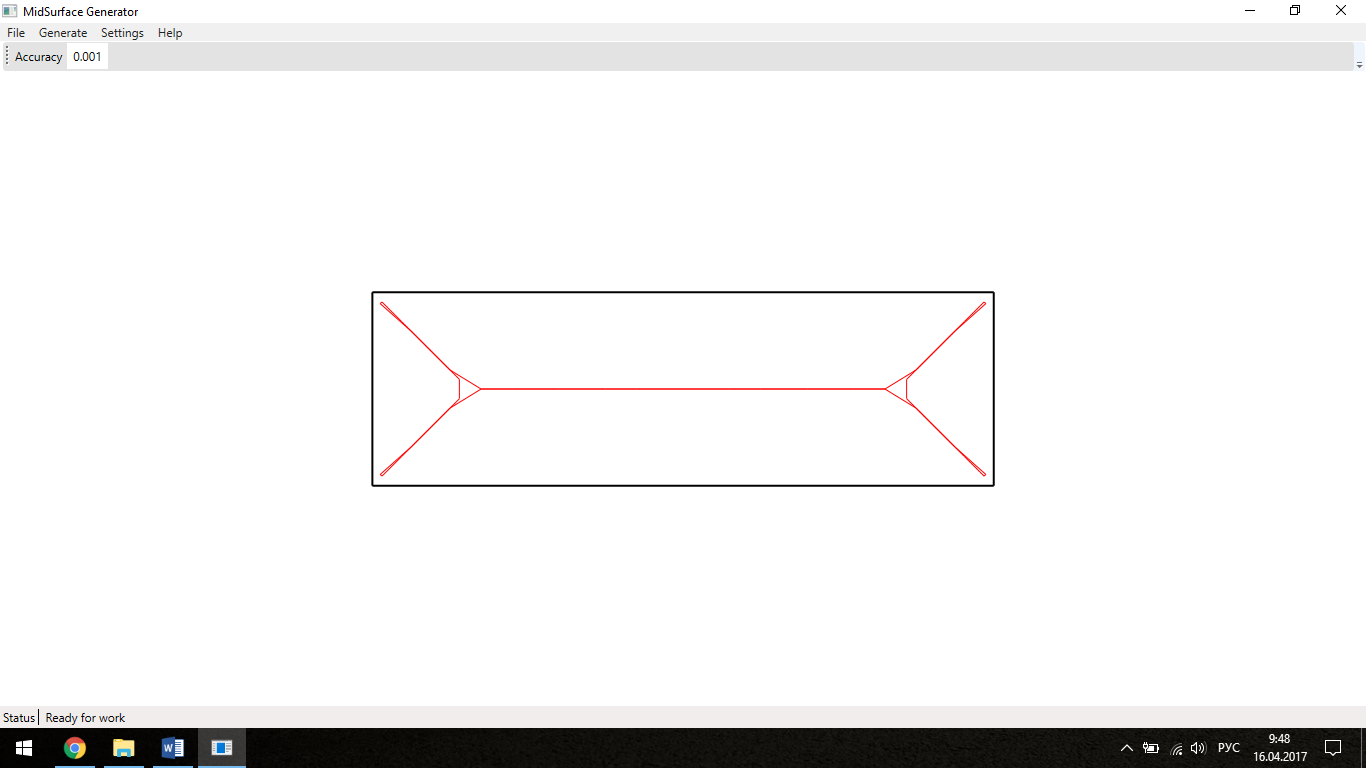 MidSurface Generator
File Generate Settings Help
Accuracy 0.001
Status Ready for work
РУС
9:48
16.04.2017